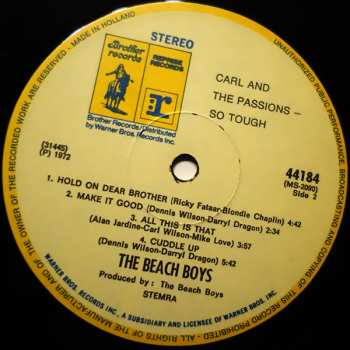 STEREO
Brother
records
REPRISE RECORDS
Brother Records/Distributed
by Warner Bros. Records Inc.
CARL AND
THE PASSIONS –
SO TOUGH
(31445)
(P) 1972
44184
(MS-2090)
Side 2
1. HOLD ON DEAR BROTHER (Ricky Fataar-Blondie Chaplin) 4:42
2. MAKE IT GOOD (Dennis Wilson-Darryl Dragon) 2:34
3. ALL THIS IS THAT
(Alan Jardine-Carl Wilson-Mike Love) 3:57
4. CUDDLE UP
(Dennis Wilson-Darryl Dragon) 5:42
THE BEACH BOYS
Produced by: The Beach Boys
STEMRA
MADE IN HOLLAND
UNAUTHORIZED PUBLIC PERFORMANCE, BROADCASTING AND COPYING OF THIS RECORD PROHIBITED - ALL RIGHTS OF THE MANUFACTURER AND OF THE OWNER OF THE RECORDED WORK ARE RESERVED -
WARNER BROS. RECORDS INC., A SUBSIDIARY AND LICENSEE OF WARNER BROS. INC.